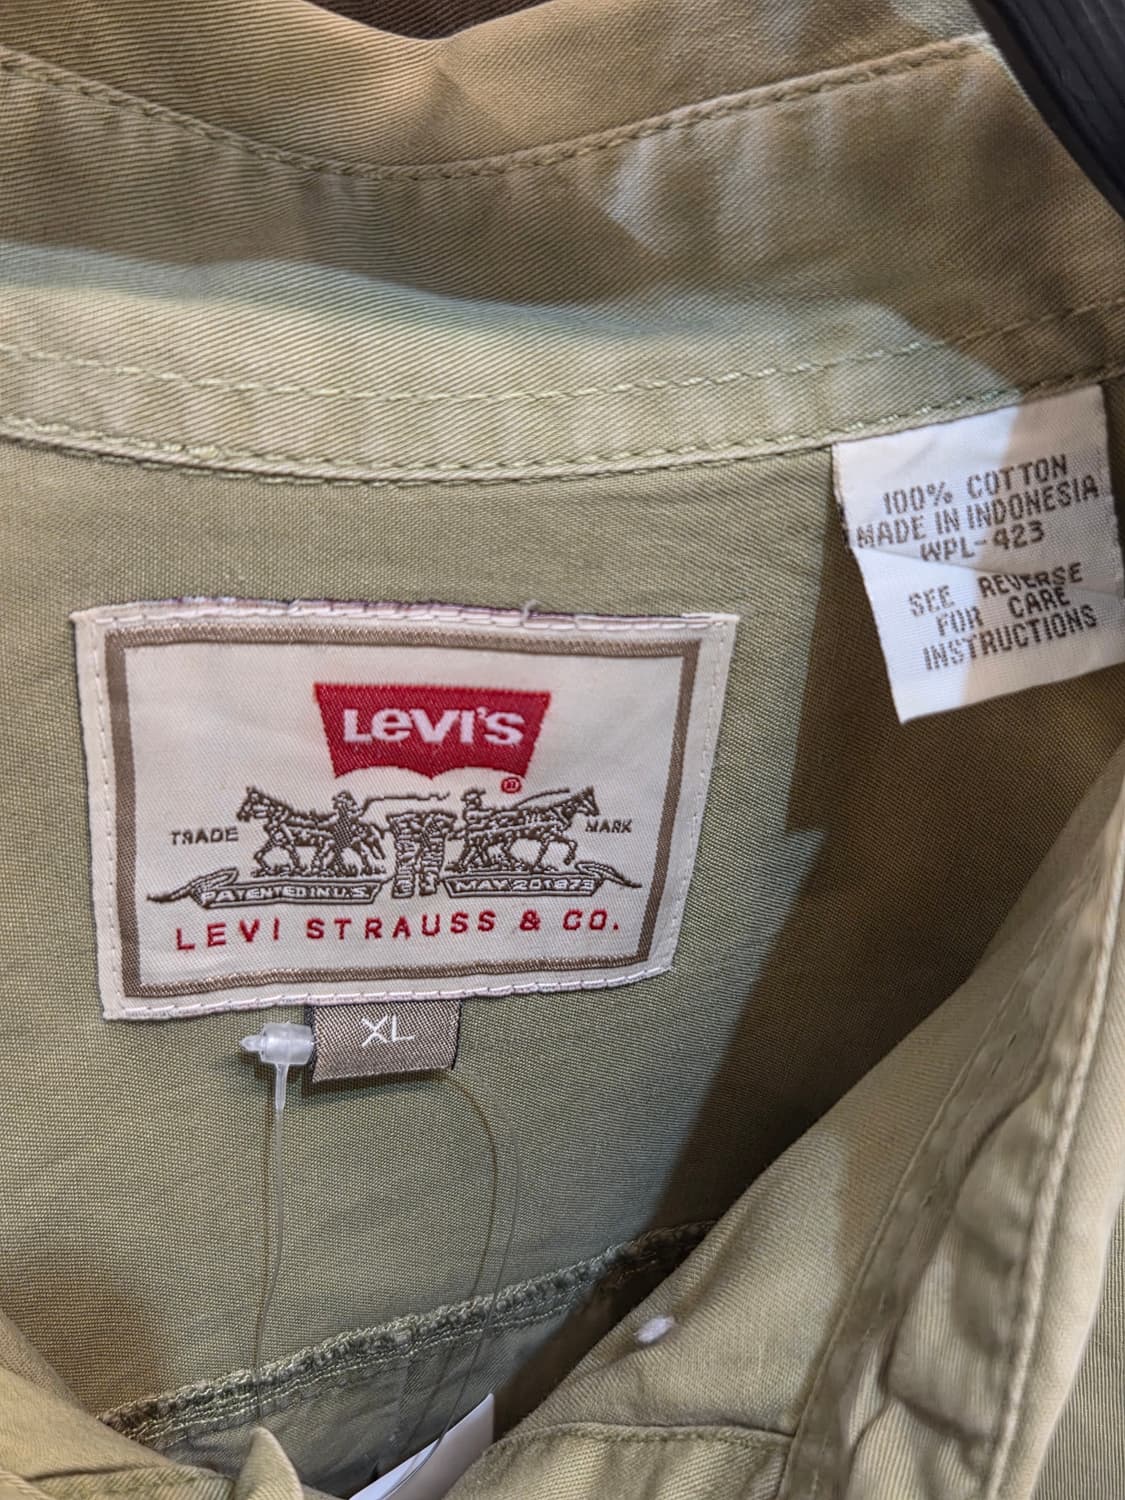 100% COTTON
MADE IN INDONESIA
WPL-423
SEE REVERSE
FOR CARE
INSTRUCTIONS
LEVI'S
®
TRADE MARK
PATENTED IN U.S MAY 20 1873
LEVI STRAUSS & CO.
XL